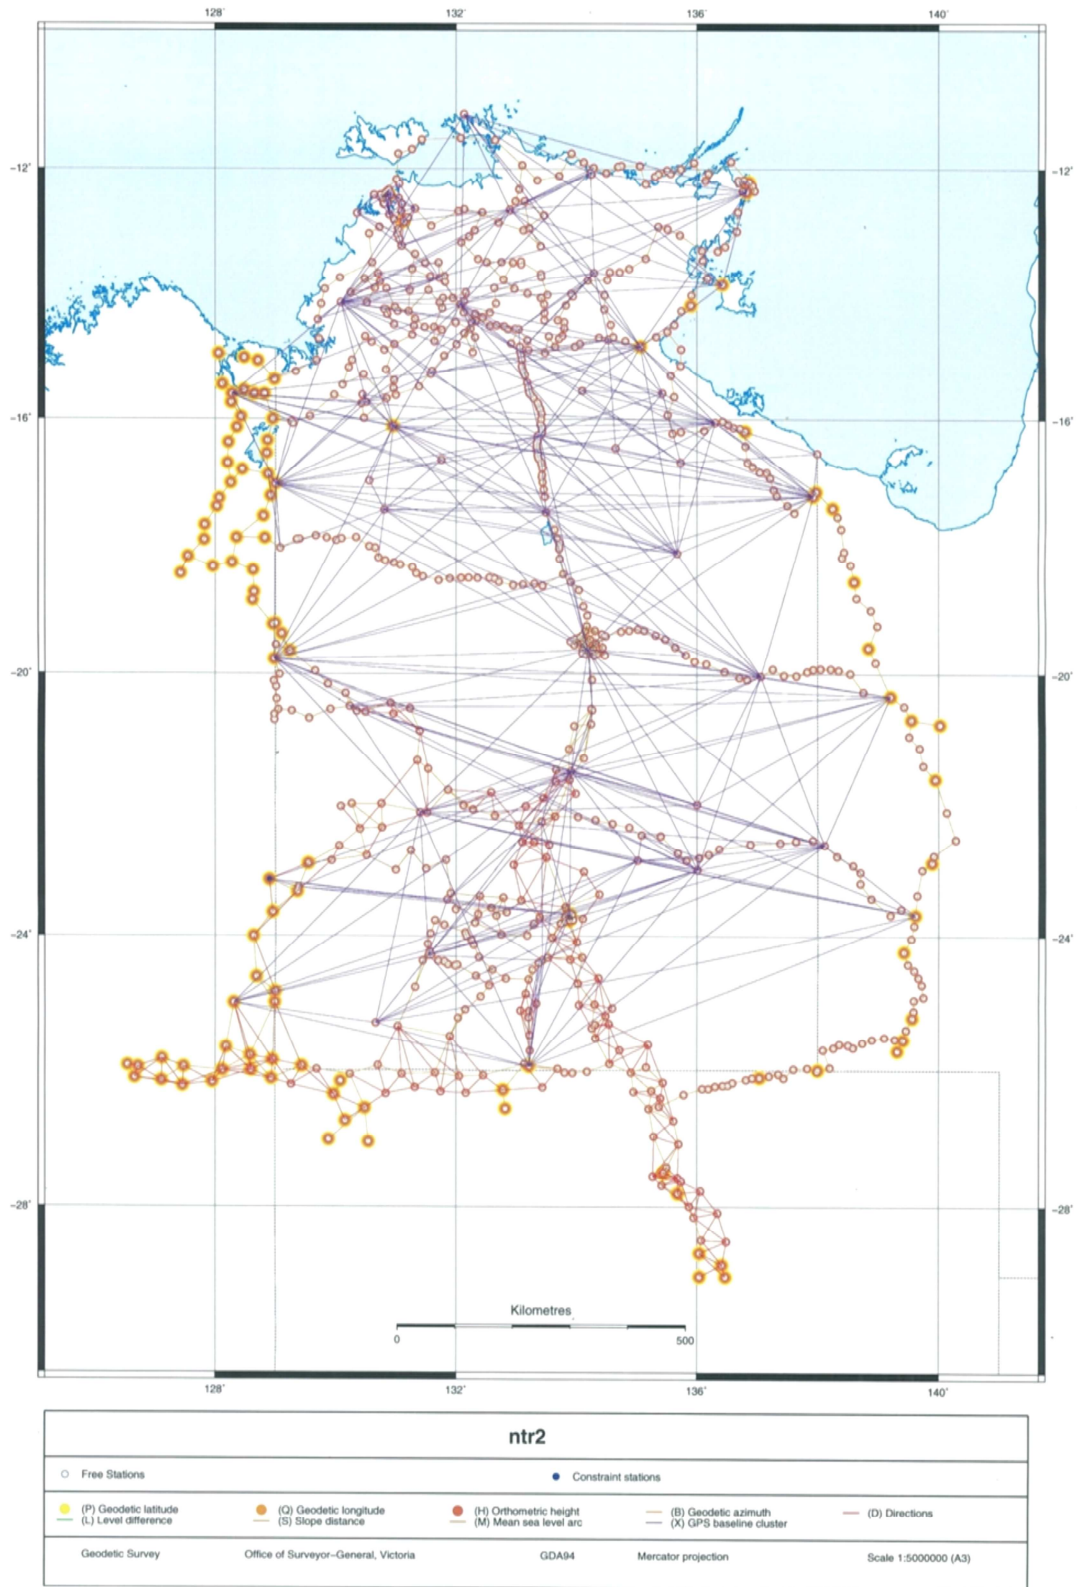 128° 132° 136° 140°
-12° -12°
-16° -16°
-20° -20°
-24° -24°
-28° -28°
Kilometres
0 500
128° 132° 136° 140°
ntr2
Free Stations Constraint stations
(P) Geodetic latitude (Q) Geodetic longitude (H) Orthometric height (B) Geodetic azimuth (D) Directions
(L) Level difference (S) Slope distance (M) Mean sea level arc (X) GPS baseline cluster
Geodetic Survey Office of Surveyor-General, Victoria GDA94 Mercator projection Scale 1:5000000 (A3)